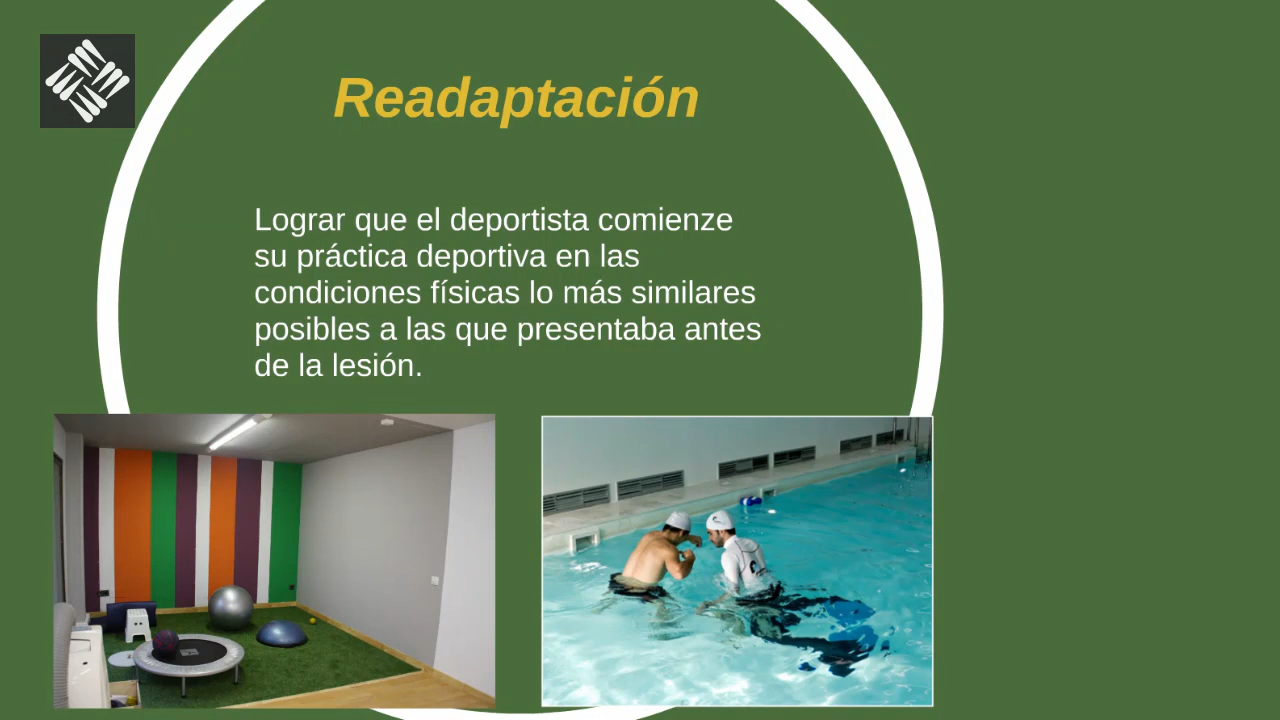 Readaptación
Lograr que el deportista comienze
su práctica deportiva en las
condiciones físicas lo más similares
posibles a las que presentaba antes
de la lesión.